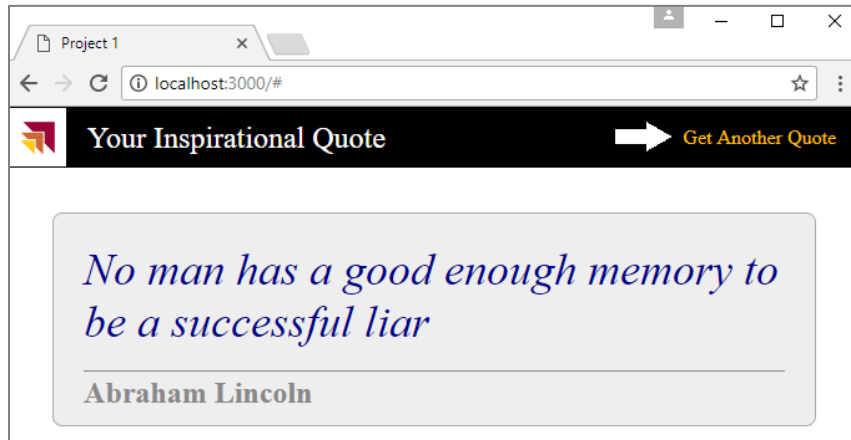 Project 1
localhost:3000/#
Your Inspirational Quote
Get Another Quote
No man has a good enough memory to
be a successful liar
Abraham Lincoln